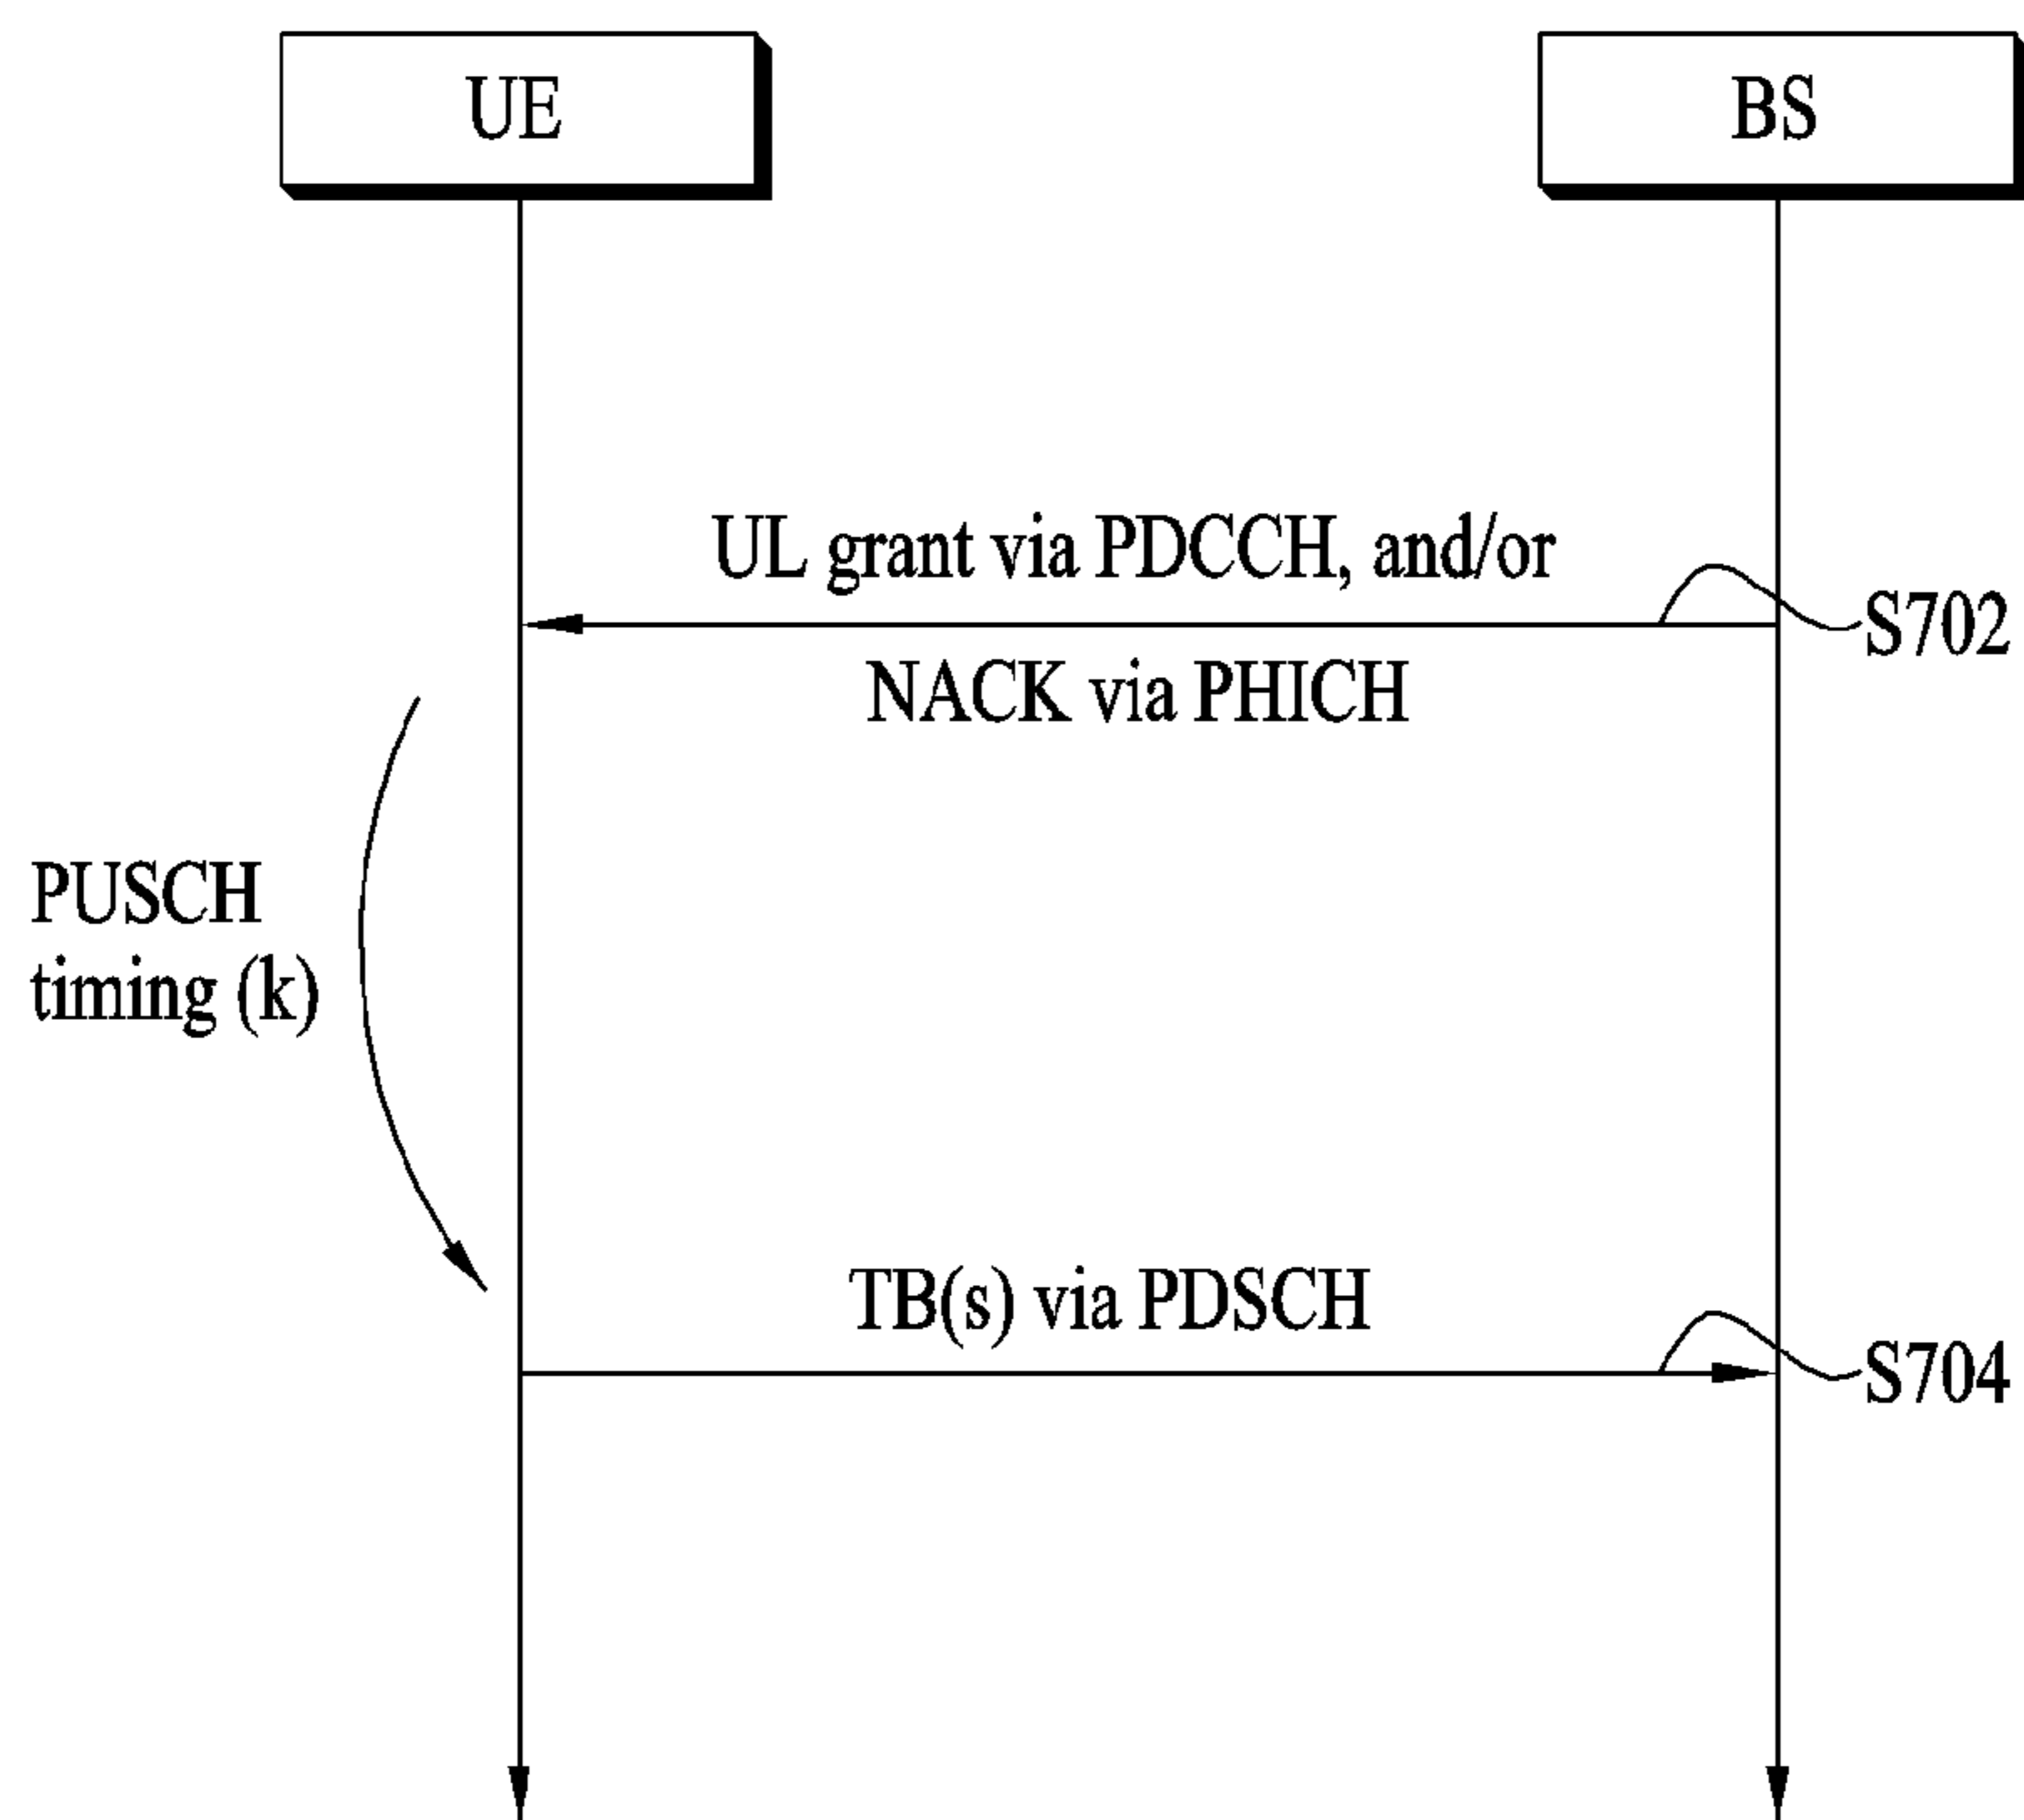 UE
BS
UL grant via PDCCH, and/or
S702
NACK via PHICH
PUSCH
timing (k)
TB(s) via PDSCH
S704